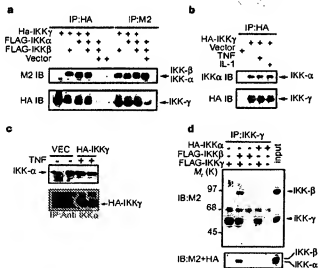 a
IP:HA IP:M2
Ha-IKKγ
FLAG-IKKα
FLAG-IKKβ
Vector
M2 IB
IKK-β
IKK-α
HA IB
IKK-γ
b
IP:HA
HA-IKKγ
Vector
TNF
IL-1
IKKα IB
IKK-α
HA IB
IKK-γ
c
VEC HA-IKKγ
TNF - + - + +
IKK-α
HA-IKKγ
IP:Anti IKKα
d
IP:IKK-γ
HA-IKKα
FLAG-IKKβ
FLAG-IKKγ
input
Mr (K)
97
68
45
IKK-β
IB:M2
IKK-γ
IB:M2+HA
IKK-β
IKK-α